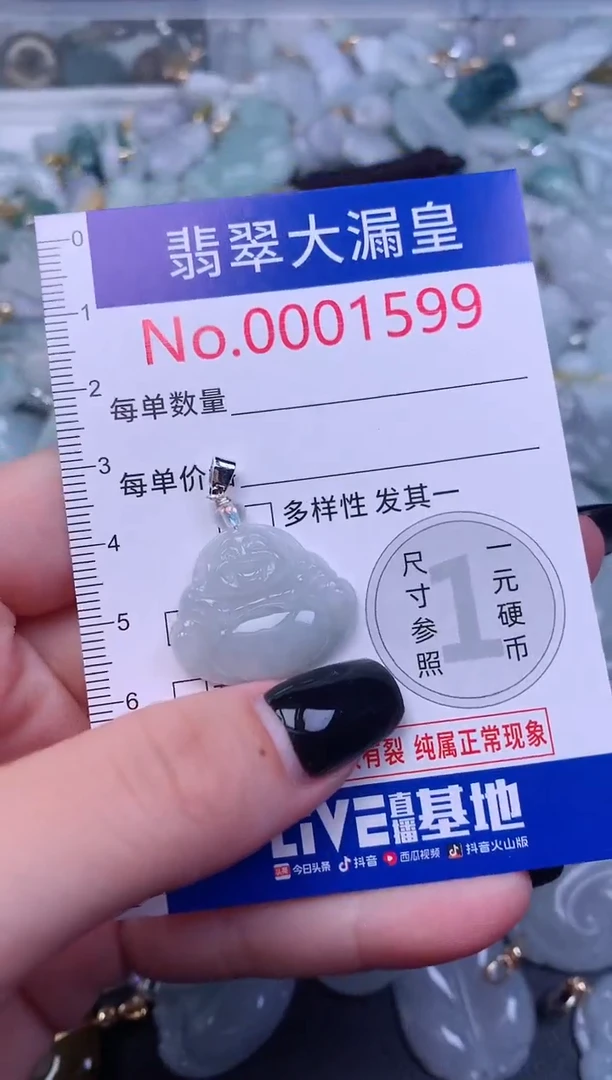 翡翠大漏皇
No.0001599
每单数量
每单价
多样性 发其一
0
1
2
3
4
5
6
尺寸参照
1
一元硬币
有裂 纯属正常现象
LIVE直播基地
头条 今日头条 抖音 西瓜视频 抖音火山版